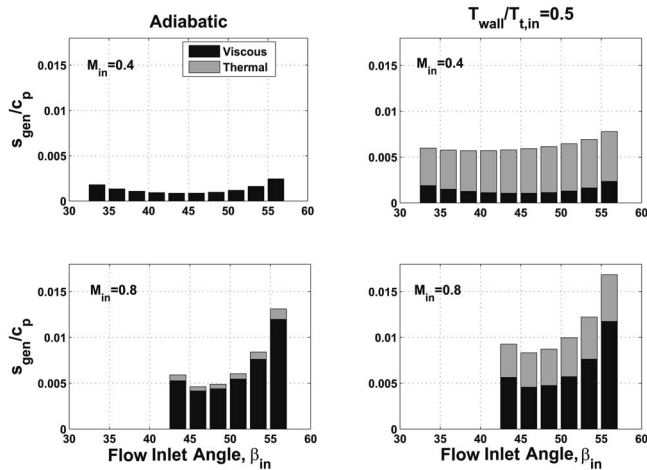 Adiabatic
T_wall/T_t,in=0.5
s_gen/c_p
0.015
0.01
0.005
0
M_in=0.4
Viscous
Thermal
30 35 40 45 50 55 60
0.015
0.01
0.005
0
M_in=0.4
30 35 40 45 50 55 60
s_gen/c_p
0.015
0.01
0.005
0
M_in=0.8
30 35 40 45 50 55 60
Flow Inlet Angle, β_in
0.015
0.01
0.005
0
M_in=0.8
30 35 40 45 50 55 60
Flow Inlet Angle, β_in